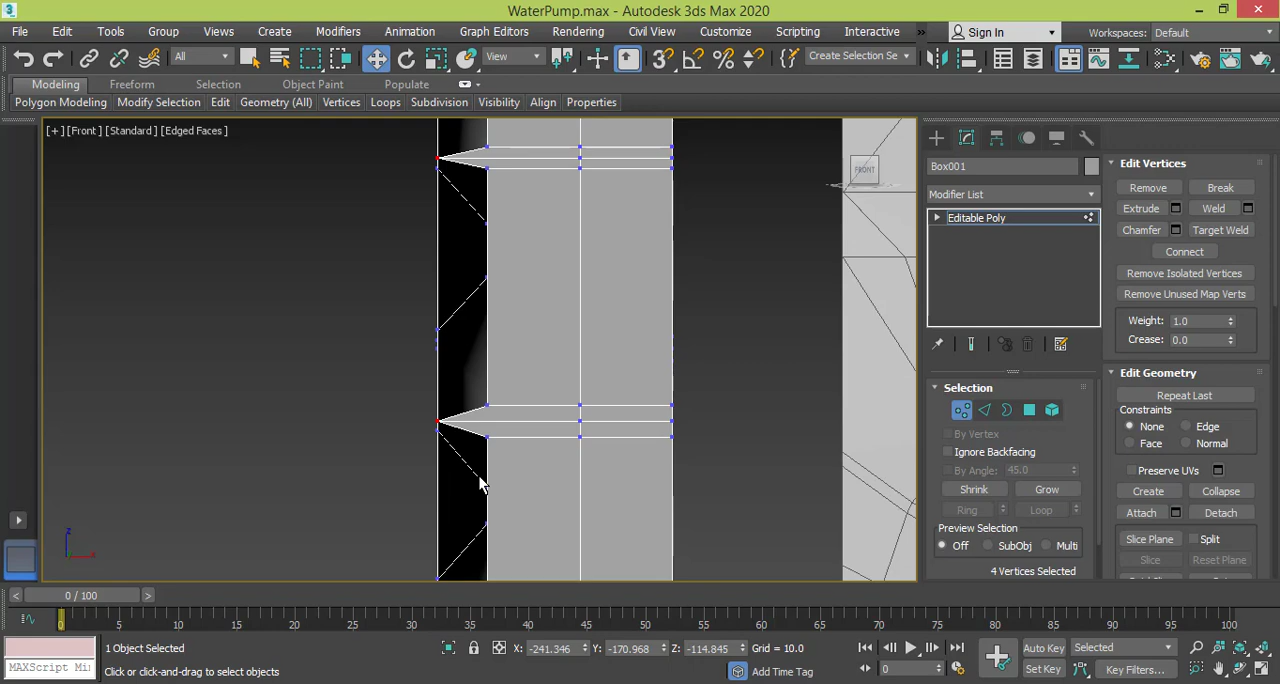 WaterPump.max - Autodesk 3ds Max 2020
File Edit Tools Group Views Create Modifiers Animation Graph Editors Rendering Civil View Customize Scripting Interactive Sign In Workspaces: Default
All View Create Selection Se
Modeling Freeform Selection Object Paint Populate
Polygon Modeling Modify Selection Edit Geometry (All) Vertices Loops Subdivision Visibility Align Properties
[+] [Front] [Standard] [Edged Faces]
FRONT
Box001
Modifier List
Editable Poly
Selection
By Vertex
Ignore Backfacing
By Angle: 45.0
Shrink Grow
Ring Loop
Preview Selection
Off SubObj Multi
4 Vertices Selected
Edit Vertices
Remove Break
Extrude Weld
Chamfer Target Weld
Connect
Remove Isolated Vertices
Remove Unused Map Verts
Weight: 1.0
Crease: 0.0
Edit Geometry
Repeat Last
Constraints
None Edge
Face Normal
Preserve UVs
Create Collapse
Attach Detach
Slice Plane Split
Slice Reset Plane
0 / 100
0 5 10 15 20 25 30 35 40 45 50 55 60 65 70 75 80 85 90 95 100
MAXScript Mi
1 Object Selected
Click or click-and-drag to select objects
X: -241.346 Y: -170.968 Z: -114.845 Grid = 10.0
Add Time Tag
0
Auto Key Selected
Set Key Key Filters...